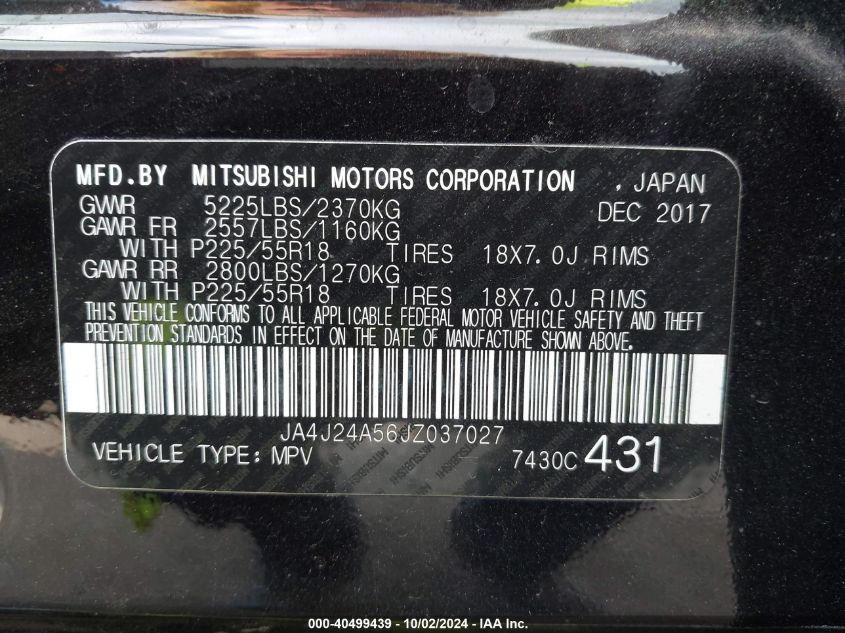 MFD.BY MITSUBISHI MOTORS CORPORATION , JAPAN
GVWR 5225LBS/2370KG DEC 2017
GAWR FR 2557LBS/1160KG
WITH P225/55R18 TIRES 18X7.0J RIMS
GAWR RR 2800LBS/1270KG
WITH P225/55R18 TIRES 18X7.0J RIMS
THIS VEHICLE CONFORMS TO ALL APPLICABLE FEDERAL MOTOR VEHICLE SAFETY AND THEFT
PREVENTION STANDARDS IN EFFECT ON THE DATE OF MANUFACTURE SHOWN ABOVE.
JA4J24A56JZ037027
VEHICLE TYPE: MPV 7430C 431
000-40499439 - 10/02/2024 - IAA Inc.